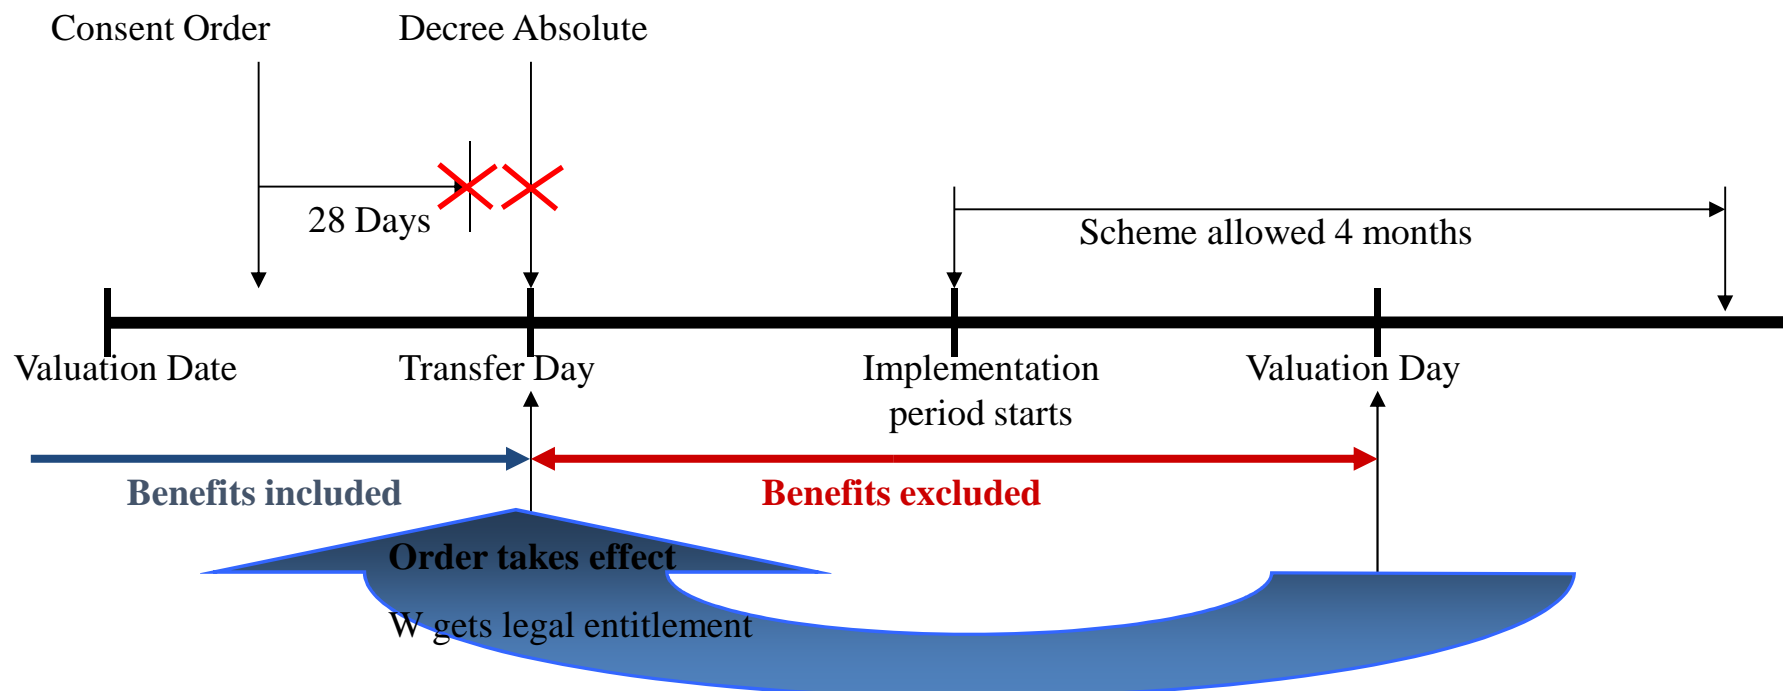 Consent Order
Decree Absolute
28 Days
Scheme allowed 4 months
Valuation Date
Transfer Day
Implementation
period starts
Valuation Day
Benefits included
Benefits excluded
Order takes effect
W gets legal entitlement